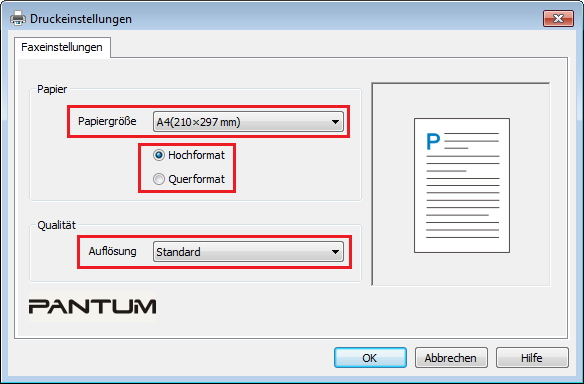 Druckeinstellungen
Faxeinstellungen
Papier
Papiergröße A4(210×297 mm)
Hochformat
Querformat
P
Qualität
Auflösung Standard
PANTUM
OK Abbrechen Hilfe